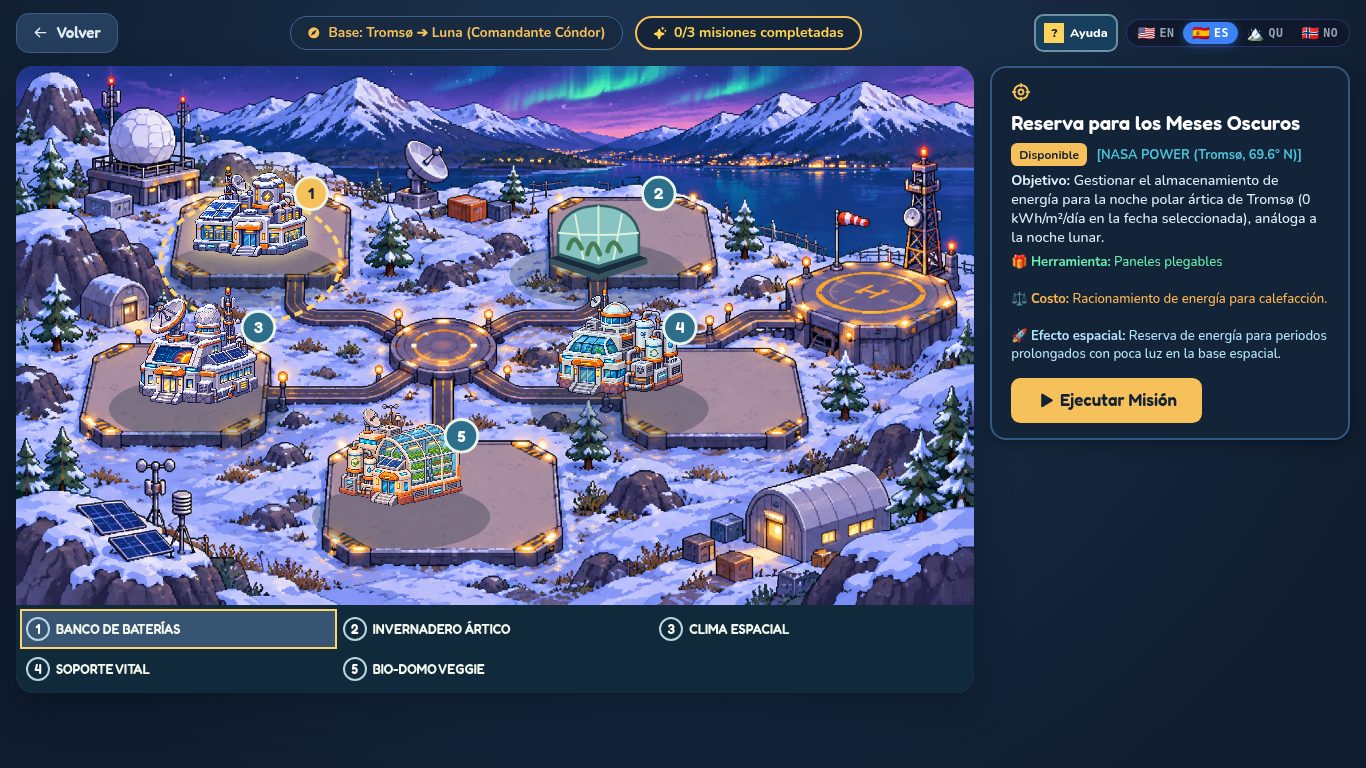 ← Volver
Base: Tromsø ➔ Luna (Comandante Cóndor)
0/3 misiones completadas
? Ayuda
EN
ES
QU
NO
1
2
3
4
5
H
1 BANCO DE BATERÍAS
2 INVERNADERO ÁRTICO
3 CLIMA ESPACIAL
4 SOPORTE VITAL
5 BIO-DOMO VEGGIE
Reserva para los Meses Oscuros
Disponible [NASA POWER (Tromsø, 69.6° N)]
Objetivo: Gestionar el almacenamiento de
energía para la noche polar ártica de Tromsø (0
kWh/m²/día en la fecha seleccionada), análoga a
la noche lunar.
🎁 Herramienta: Paneles plegables
⚖️ Costo: Racionamiento de energía para calefacción.
🚀 Efecto espacial: Reserva de energía para periodos
prolongados con poca luz en la base espacial.
▶ Ejecutar Misión